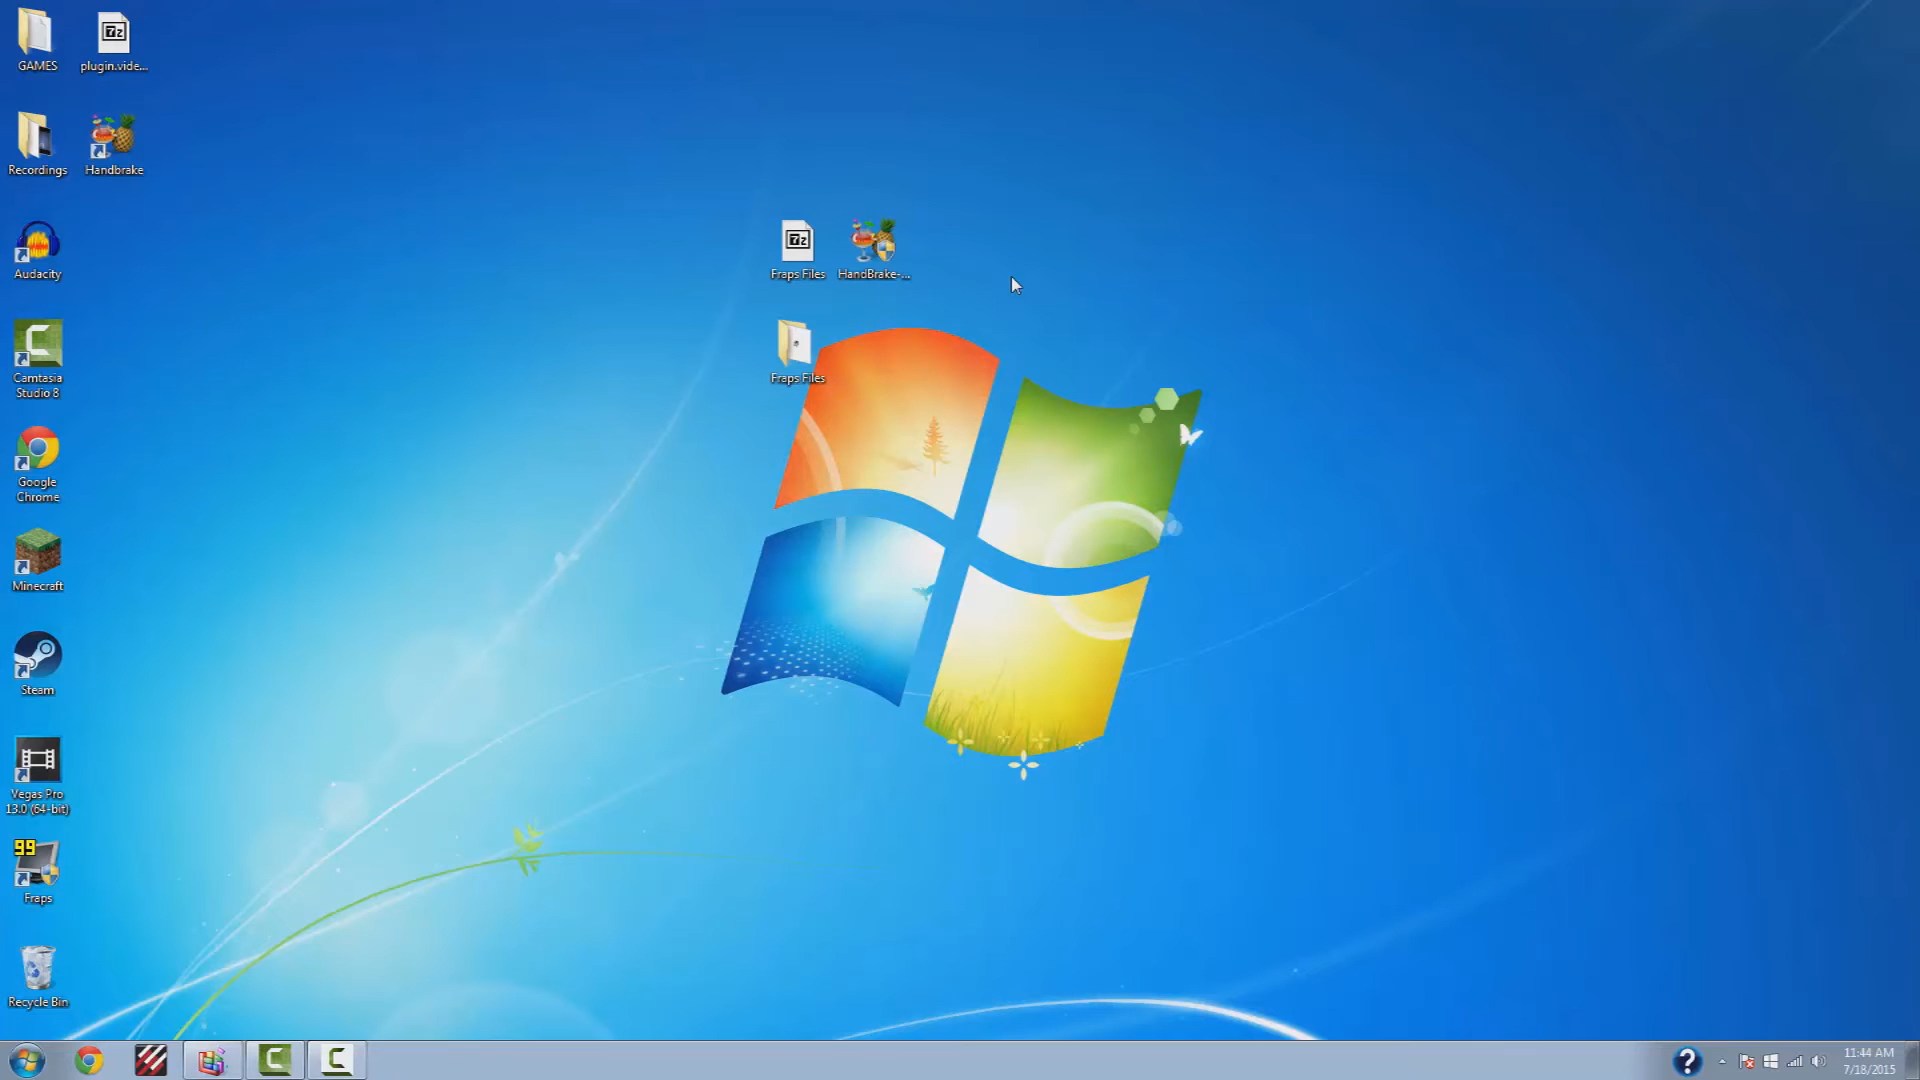 GAMES
plugin.vide...
Recordings
Handbrake
Audacity
Fraps Files
HandBrake-...
Camtasia
Studio 8
Fraps Files
Google
Chrome
Minecraft
Steam
Vegas Pro
13.0 (64-bit)
99
Fraps
Recycle Bin
11:44 AM
7/18/2015